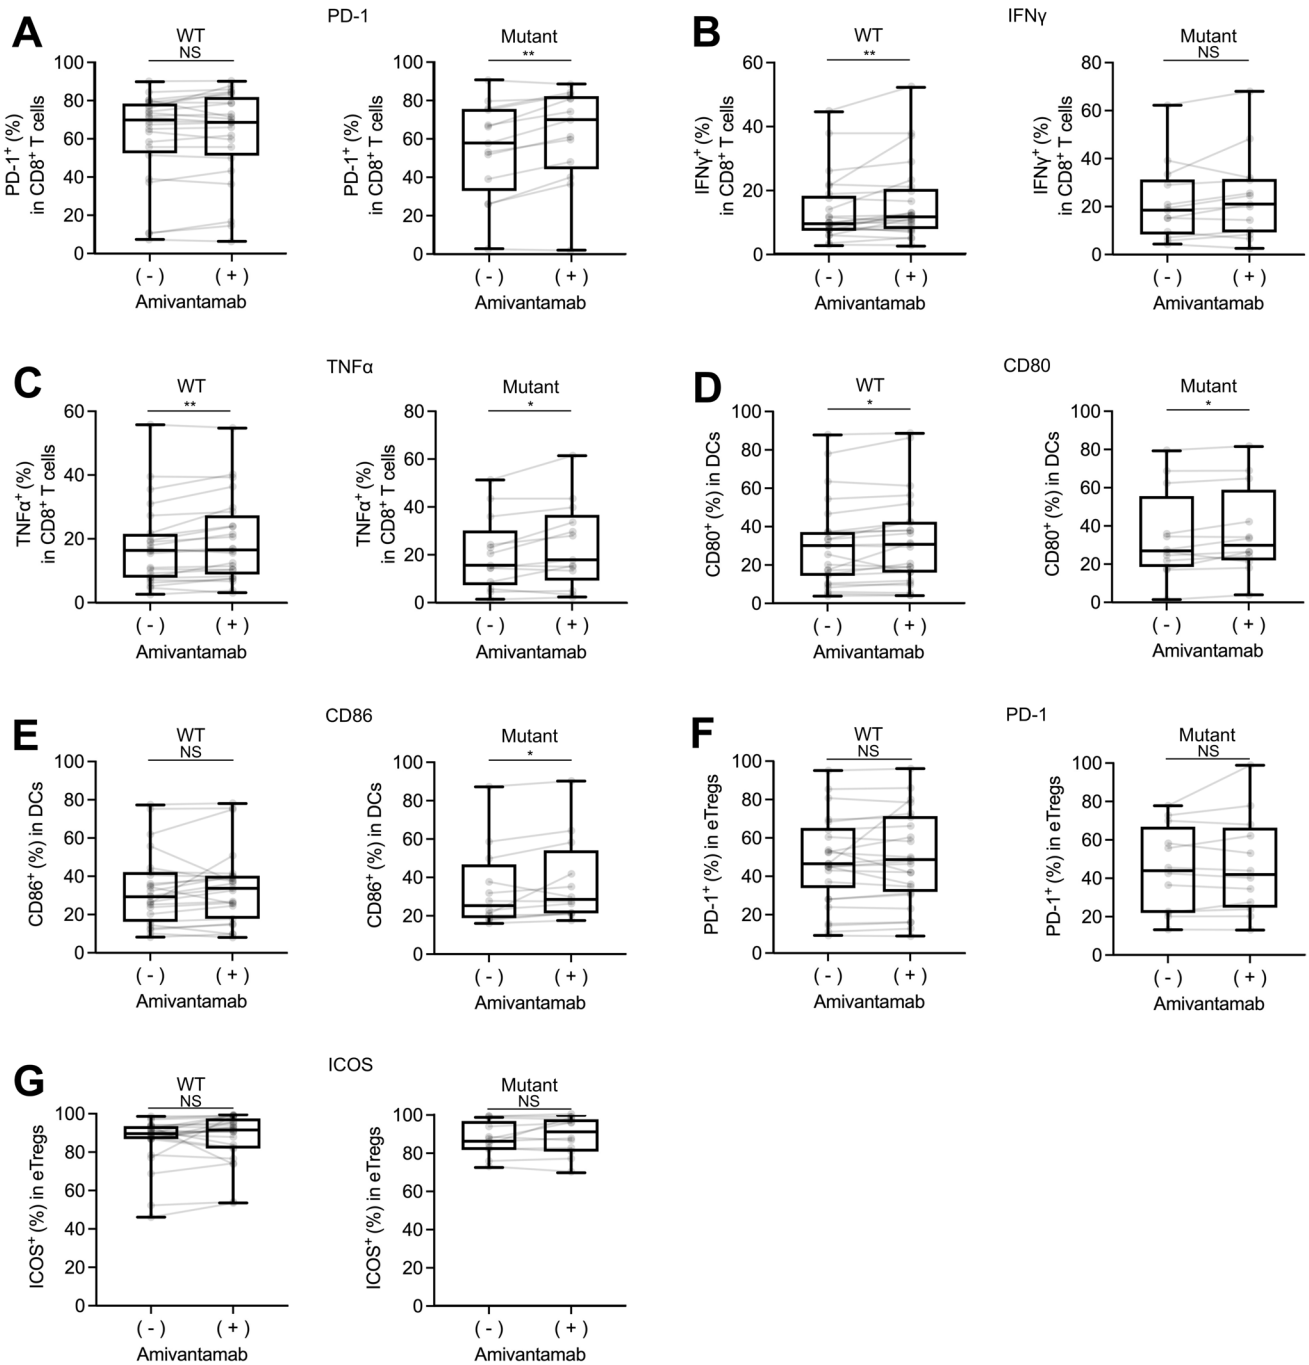 A
PD-1
WT
NS
PD-1⁺ (%)
in CD8⁺ T cells
100
80
60
40
20
0
( - )
( + )
Amivantamab
Mutant
**
PD-1⁺ (%)
in CD8⁺ T cells
100
80
60
40
20
0
( - )
( + )
Amivantamab
B
IFNγ
WT
**
IFNγ⁺ (%)
in CD8⁺ T cells
60
40
20
0
( - )
( + )
Amivantamab
Mutant
NS
IFNγ⁺ (%)
in CD8⁺ T cells
80
60
40
20
0
( - )
( + )
Amivantamab
C
TNFα
WT
**
TNFα⁺ (%)
in CD8⁺ T cells
60
40
20
0
( - )
( + )
Amivantamab
Mutant
*
TNFα⁺ (%)
in CD8⁺ T cells
80
60
40
20
0
( - )
( + )
Amivantamab
D
CD80
WT
*
CD80⁺ (%) in DCs
100
80
60
40
20
0
( - )
( + )
Amivantamab
Mutant
*
CD80⁺ (%) in DCs
100
80
60
40
20
0
( - )
( + )
Amivantamab
E
CD86
WT
NS
CD86⁺ (%) in DCs
100
80
60
40
20
0
( - )
( + )
Amivantamab
Mutant
*
CD86⁺ (%) in DCs
100
80
60
40
20
0
( - )
( + )
Amivantamab
F
PD-1
WT
NS
PD-1⁺ (%) in eTregs
100
80
60
40
20
0
( - )
( + )
Amivantamab
Mutant
NS
PD-1⁺ (%) in eTregs
100
80
60
40
20
0
( - )
( + )
Amivantamab
G
ICOS
WT
NS
ICOS⁺ (%) in eTregs
100
80
60
40
20
0
( - )
( + )
Amivantamab
Mutant
NS
ICOS⁺ (%) in eTregs
100
80
60
40
20
0
( - )
( + )
Amivantamab